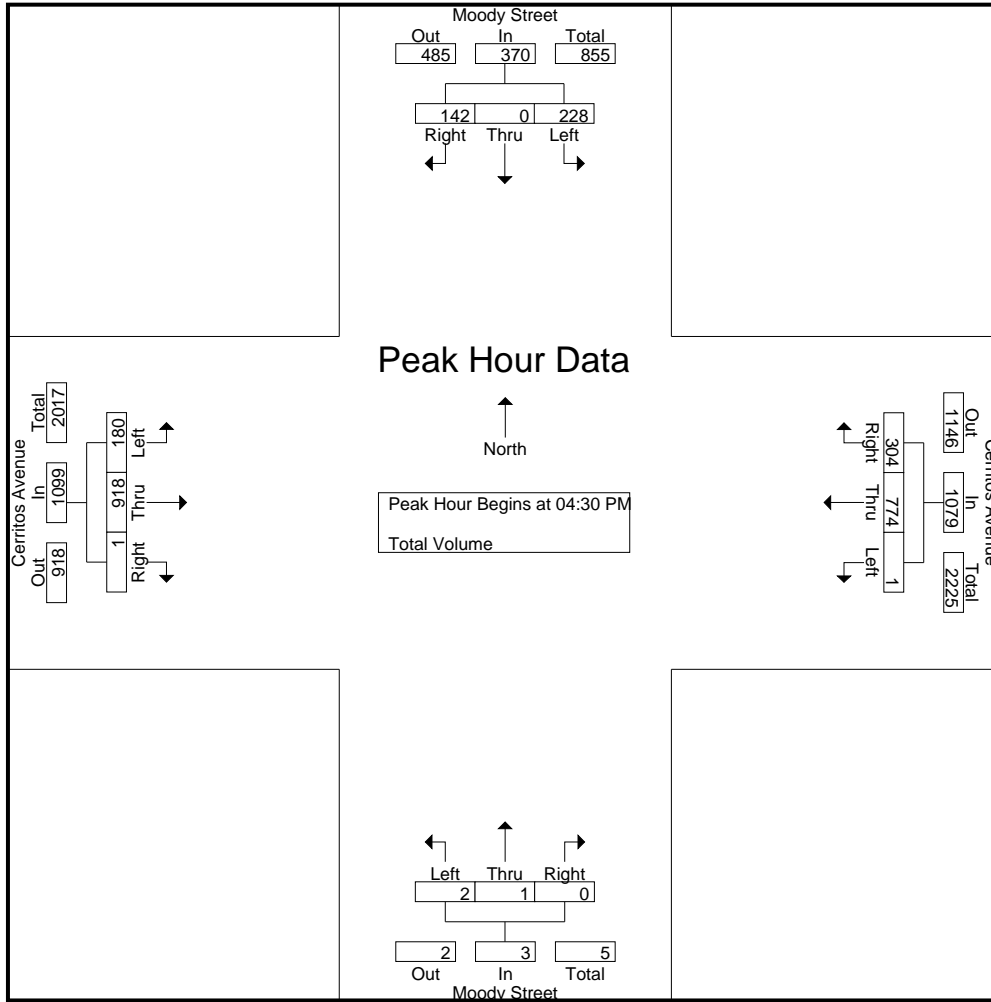 Moody Street
Out In Total
485 370 855
142 0 228
Right Thru Left
Peak Hour Data
North
Peak Hour Begins at 04:30 PM
Total Volume
Cerritos Avenue
Total In Out
2017 1099 918
180 918 1
Left Thru Right
Cerritos Avenue
Out In Total
1146 1079 2225
304 774 1
Right Thru Left
Left Thru Right
2 1 0
2 3 5
Out In Total
Moody Street